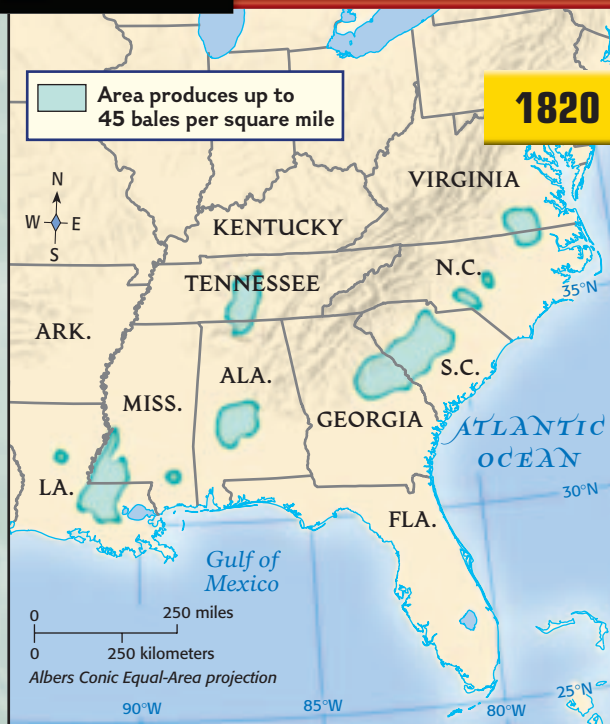 Area produces up to
45 bales per square mile
1820
N
W E
S
VIRGINIA
KENTUCKY
TENNESSEE
N.C.
35°N
ARK.
ALA.
S.C.
MISS.
GEORGIA
ATLANTIC
OCEAN
LA.
30°N
FLA.
Gulf of
Mexico
0 250 miles
0 250 kilometers
Albers Conic Equal-Area projection
90°W 85°W 80°W
25°N